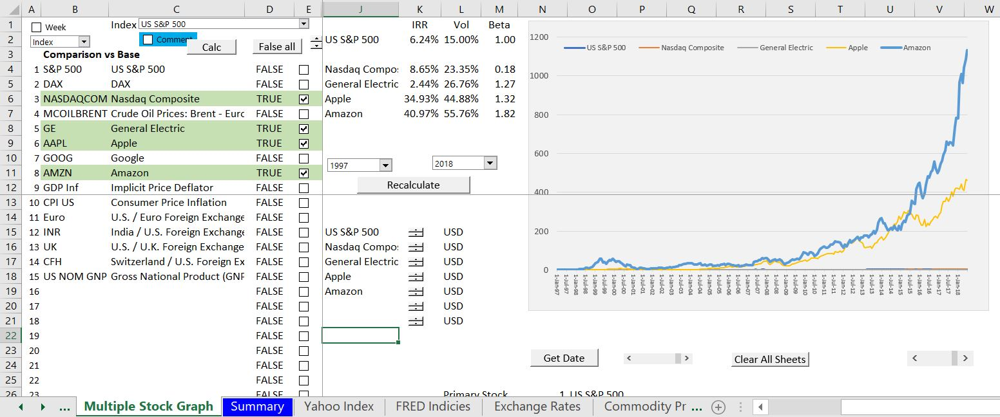 A B C D E J K L M N O P Q R S T U V W
1 Week Index US S&P 500 IRR Vol Beta
2 Index Comment Calc False all US S&P 500 6.24% 15.00% 1.00
3 Comparison vs Base
4 1 S&P 500 US S&P 500 FALSE Nasdaq Compos 8.65% 23.35% 0.18
5 2 DAX DAX FALSE General Electric 2.44% 26.76% 1.27
6 3 NASDAQCOM Nasdaq Composite TRUE Apple 34.93% 44.88% 1.32
7 4 MCOILBRENT Crude Oil Prices: Brent - Euro FALSE Amazon 40.97% 55.76% 1.82
8 5 GE General Electric TRUE
9 6 AAPL Apple TRUE
10 7 GOOG Google FALSE 1997 2018
11 8 AMZN Amazon TRUE
12 9 GDP Inf Implicit Price Deflator FALSE Recalculate
13 10 CPI US Consumer Price Inflation FALSE
14 11 Euro U.S. / Euro Foreign Exchange FALSE
15 12 INR India / U.S. Foreign Exchange FALSE US S&P 500 USD
16 13 UK U.S. / U.K. Foreign Exchange FALSE Nasdaq Compos USD
17 14 CFH Switzerland / U.S. Foreign Ex FALSE General Electric USD
18 15 US NOM GNP Gross National Product (GNP FALSE Apple USD
19 16 FALSE Amazon USD
20 17 FALSE USD
21 18 FALSE USD
22 19 FALSE
23 20 FALSE
24 21 FALSE
25 22 FALSE
26 23 FALSE Primary Stock 1 US S&P 500
US S&P 500 Nasdaq Composite General Electric Apple Amazon
1200
1000
800
600
400
200
0
1-Jan-97 1-Jul-97 1-Jan-98 1-Jul-98 1-Jan-99 1-Jul-99 1-Jan-00 1-Jul-00 1-Jan-01 1-Jul-01 1-Jan-02 1-Jul-02 1-Jan-03 1-Jul-03 1-Jan-04 1-Jul-04 1-Jan-05 1-Jul-05 1-Jan-06 1-Jul-06 1-Jan-07 1-Jul-07 1-Jan-08 1-Jul-08 1-Jan-09 1-Jul-09 1-Jan-10 1-Jul-10 1-Jan-11 1-Jul-11 1-Jan-12 1-Jul-12 1-Jan-13 1-Jul-13 1-Jan-14 1-Jul-14 1-Jan-15 1-Jul-15 1-Jan-16 1-Jul-16 1-Jan-17 1-Jul-17 1-Jan-18
Get Date Clear All Sheets
... Multiple Stock Graph Summary Yahoo Index FRED Indicies Exchange Rates Commodity Pr ...